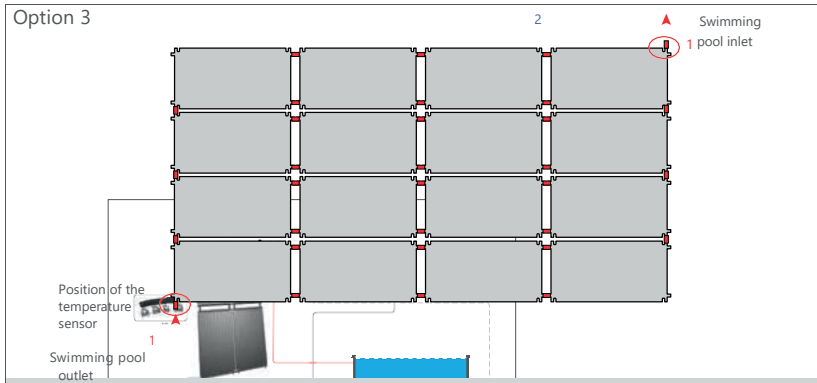 Option 3
2
Swimming
1 pool inlet
Position of the
temperature
sensor
1
Swimming pool
outlet